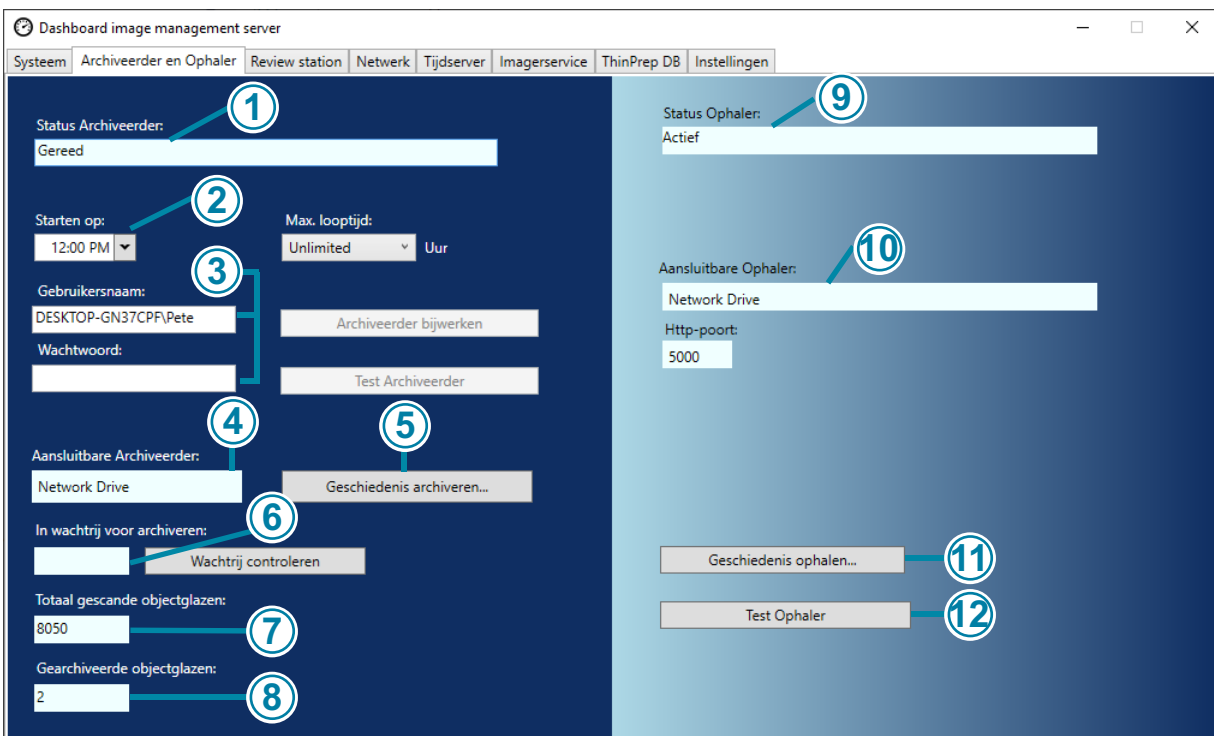 Dashboard image management server
Systeem Archiveerder en Ophaler Review station Netwerk Tijdserver Imagerservice ThinPrep DB Instellingen
1
Status Archiveerder:
Gereed
2
Starten op:
Max. looptijd:
12:00 PM
Unlimited
Uur
3
Gebruikersnaam:
DESKTOP-GN37CPF\Pete
Archiveerder bijwerken
Wachtwoord:
Test Archiveerder
4
5
Aansluitbare Archiveerder:
Network Drive
Geschiedenis archiveren...
6
In wachtrij voor archiveren:
Wachtrij controleren
Totaal gescande objectglazen:
8050
7
Gearchiveerde objectglazen:
2
8
9
Status Ophaler:
Actief
10
Aansluitbare Ophaler:
Network Drive
Http-poort:
5000
Geschiedenis ophalen...
11
Test Ophaler
12